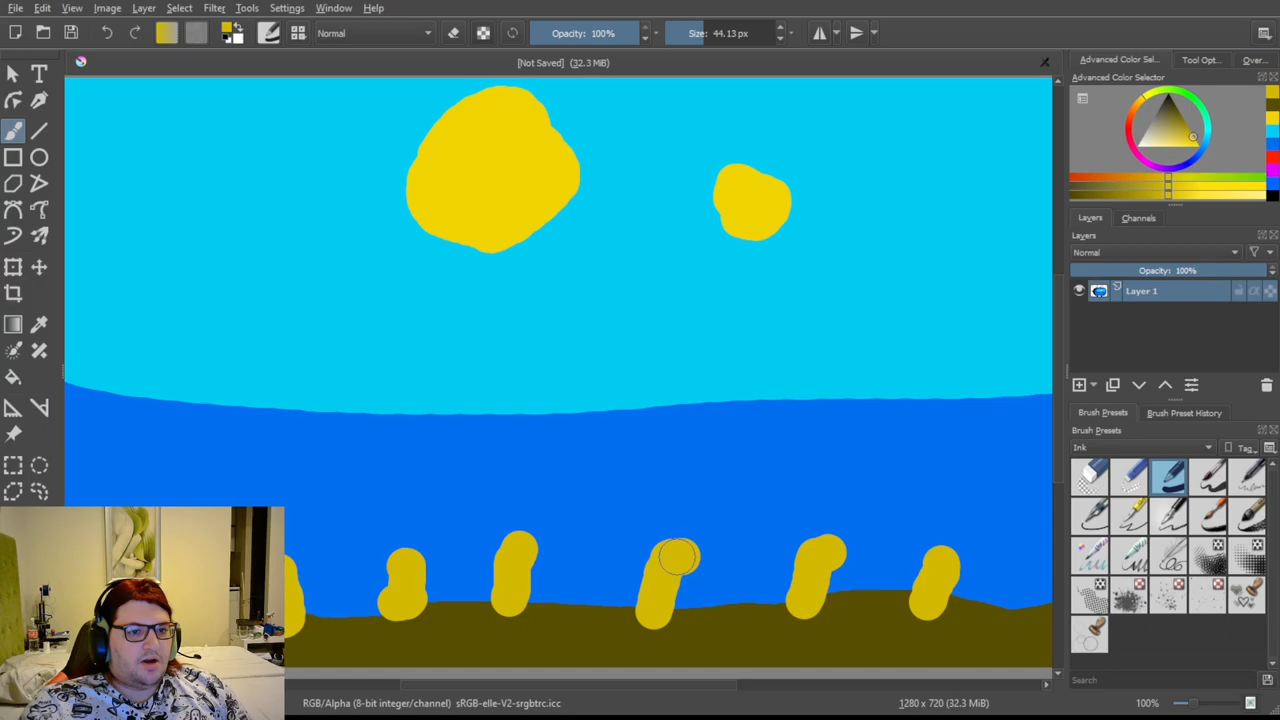 File Edit View Image Layer Select Filter Tools Settings Window Help
Normal
Opacity: 100%
Size: 44.13 px
[Not Saved] (32.3 MiB)
Advanced Color Sel...
Tool Opt...
Over...
Advanced Color Selector
Layers
Channels
Layers
Normal
Opacity: 100%
Layer 1
Brush Presets
Brush Preset History
Brush Presets
Ink
Tag
Search
RGB/Alpha (8-bit integer/channel) sRGB-elle-V2-srgbtrc.icc
1280 x 720 (32.3 MiB)
100%